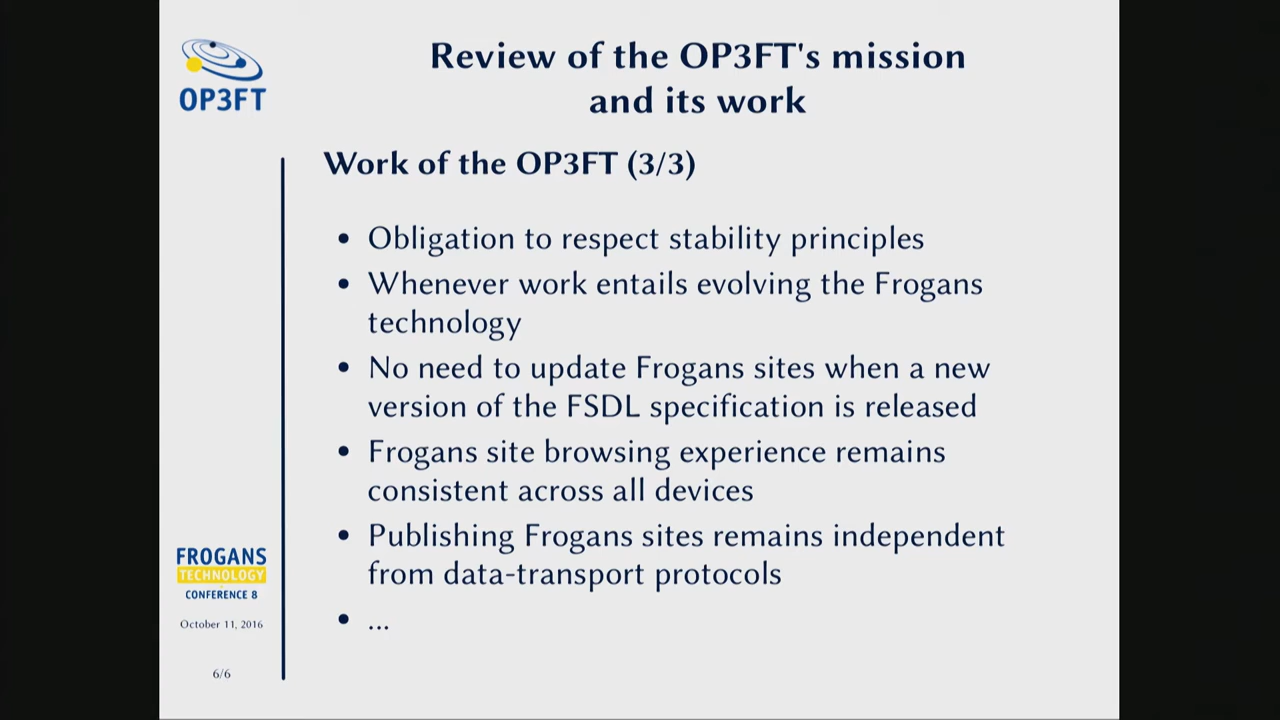 OP3FT
Review of the OP3FT's mission
and its work
Work of the OP3FT (3/3)
• Obligation to respect stability principles
• Whenever work entails evolving the Frogans
technology
• No need to update Frogans sites when a new
version of the FSDL specification is released
• Frogans site browsing experience remains
consistent across all devices
• Publishing Frogans sites remains independent
from data-transport protocols
• ...
FROGANS
TECHNOLOGY
CONFERENCE 8
October 11, 2016
6/6